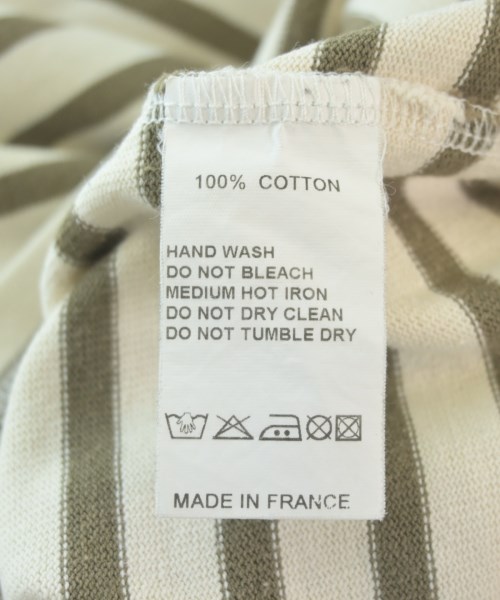 100% COTTON
HAND WASH
DO NOT BLEACH
MEDIUM HOT IRON
DO NOT DRY CLEAN
DO NOT TUMBLE DRY
MADE IN FRANCE